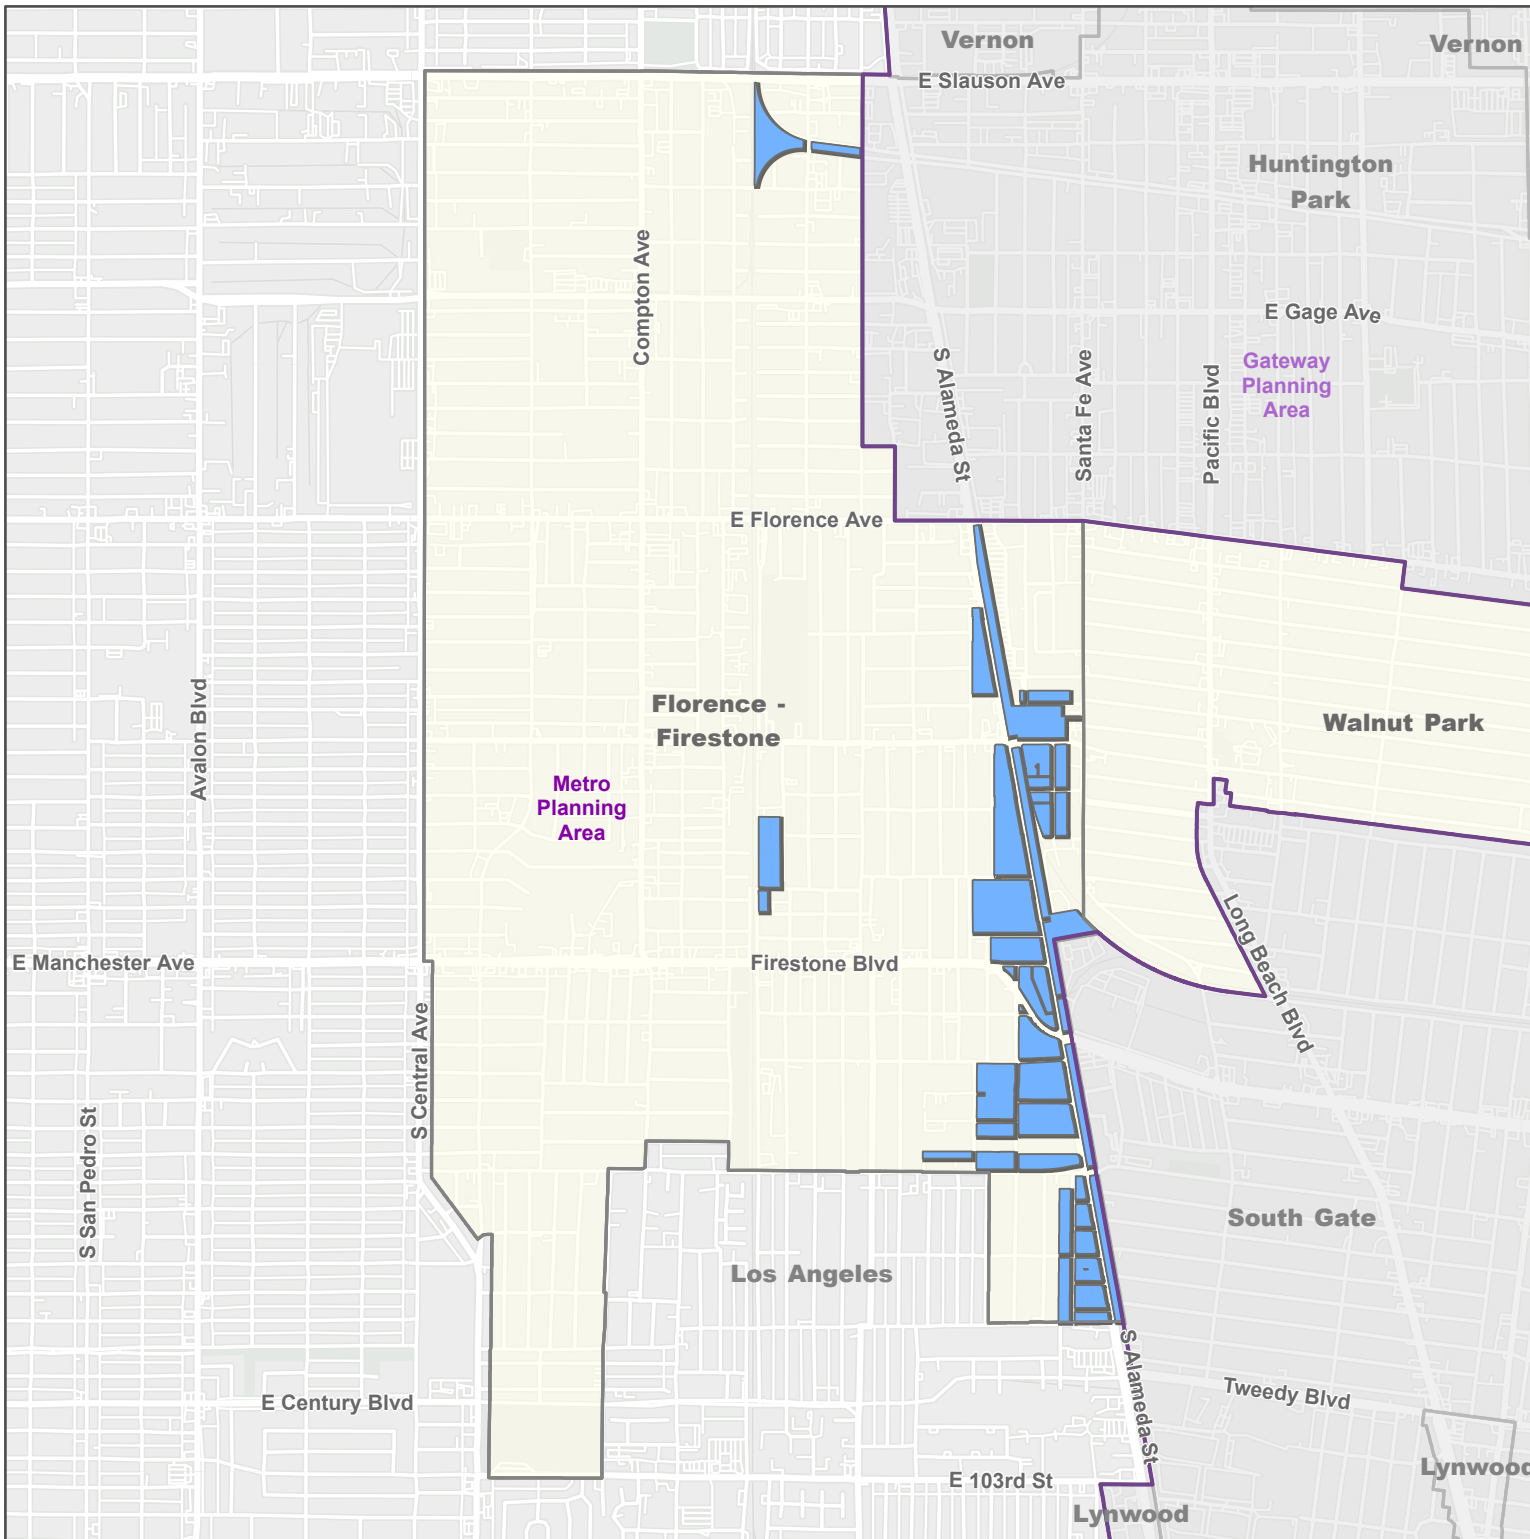 Vernon
Vernon
E Slauson Ave
Huntington
Park
Compton Ave
E Gage Ave
S Alameda St
Santa Fe Ave
Pacific Blvd
Gateway
Planning
Area
E Florence Ave
Avalon Blvd
Florence -
Firestone
Walnut Park
Metro
Planning
Area
Long Beach Blvd
E Manchester Ave
Firestone Blvd
S Central Ave
S San Pedro St
South Gate
Los Angeles
S Alameda St
Tweedy Blvd
E Century Blvd
Lynwood
E 103rd St
Lynwood